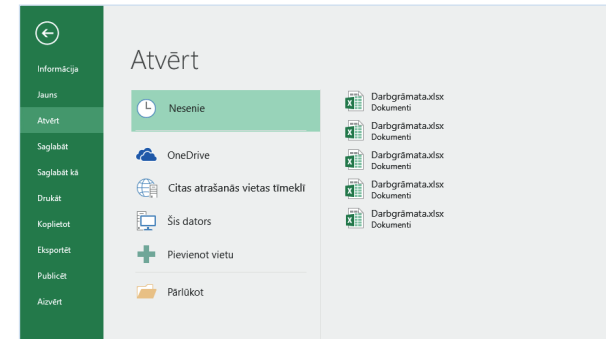 Informācija
Jauns
Atvērt
Saglabāt
Saglabāt kā
Drukāt
Koplietot
Eksportēt
Publicēt
Aizvērt
Atvērt
Nesenie
OneDrive
Citas atrašanās vietas tīmeklī
Šis dators
Pievienot vietu
Pārlūkot
Darbgrāmata.xlsx
Dokumenti
Darbgrāmata.xlsx
Dokumenti
Darbgrāmata.xlsx
Dokumenti
Darbgrāmata.xlsx
Dokumenti
Darbgrāmata.xlsx
Dokumenti